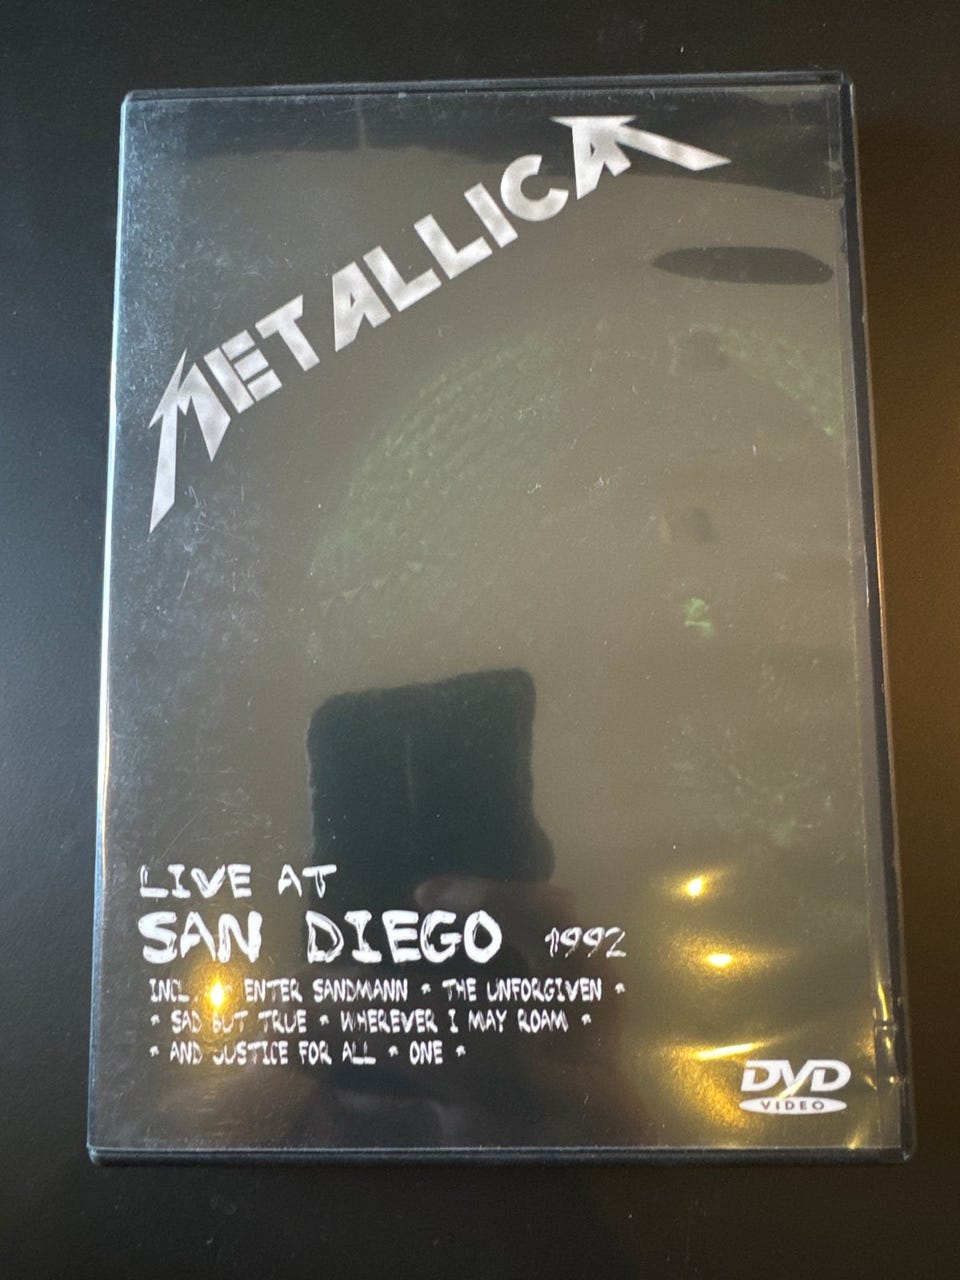 METALLICA
LIVE AT
SAN DIEGO 1992
INCL. * ENTER SANDMANN * THE UNFORGIVEN *
* SAD BUT TRUE * WHEREVER I MAY ROAM *
* AND JUSTICE FOR ALL * ONE *
DVD
VIDEO